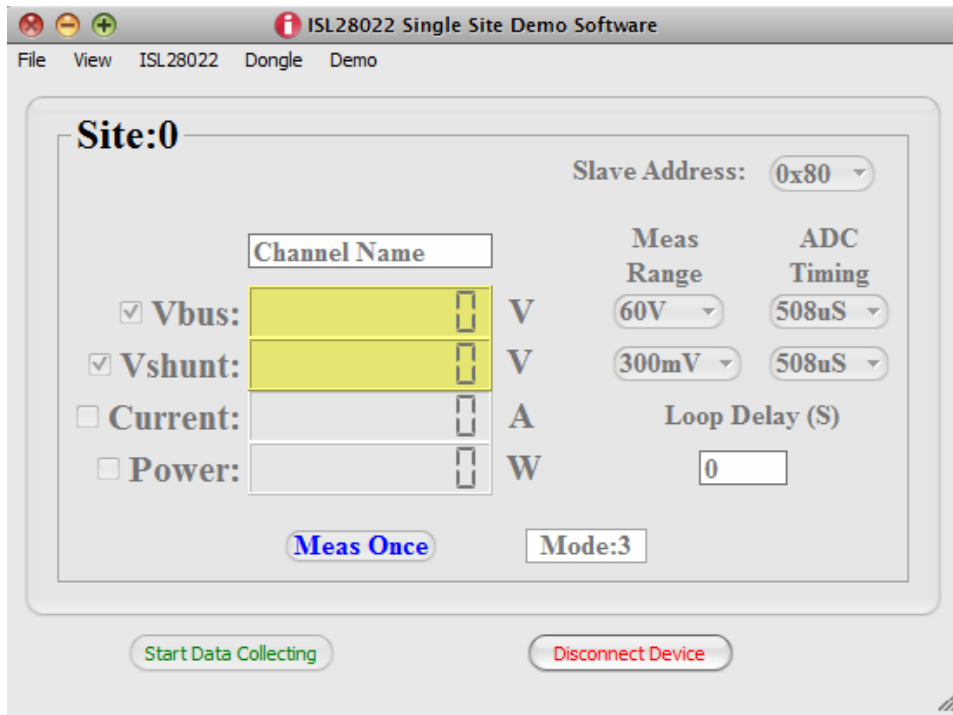 ISL28022 Single Site Demo Software
File View ISL28022 Dongle Demo
Site:0
Slave Address: 0x80
Channel Name
Meas Range
ADC Timing
Vbus: 0 V 60V 508uS
Vshunt: 0 V 300mV 508uS
Current: 0 A
Loop Delay (S)
Power: 0 W 0
Meas Once Mode:3
Start Data Collecting Disconnect Device